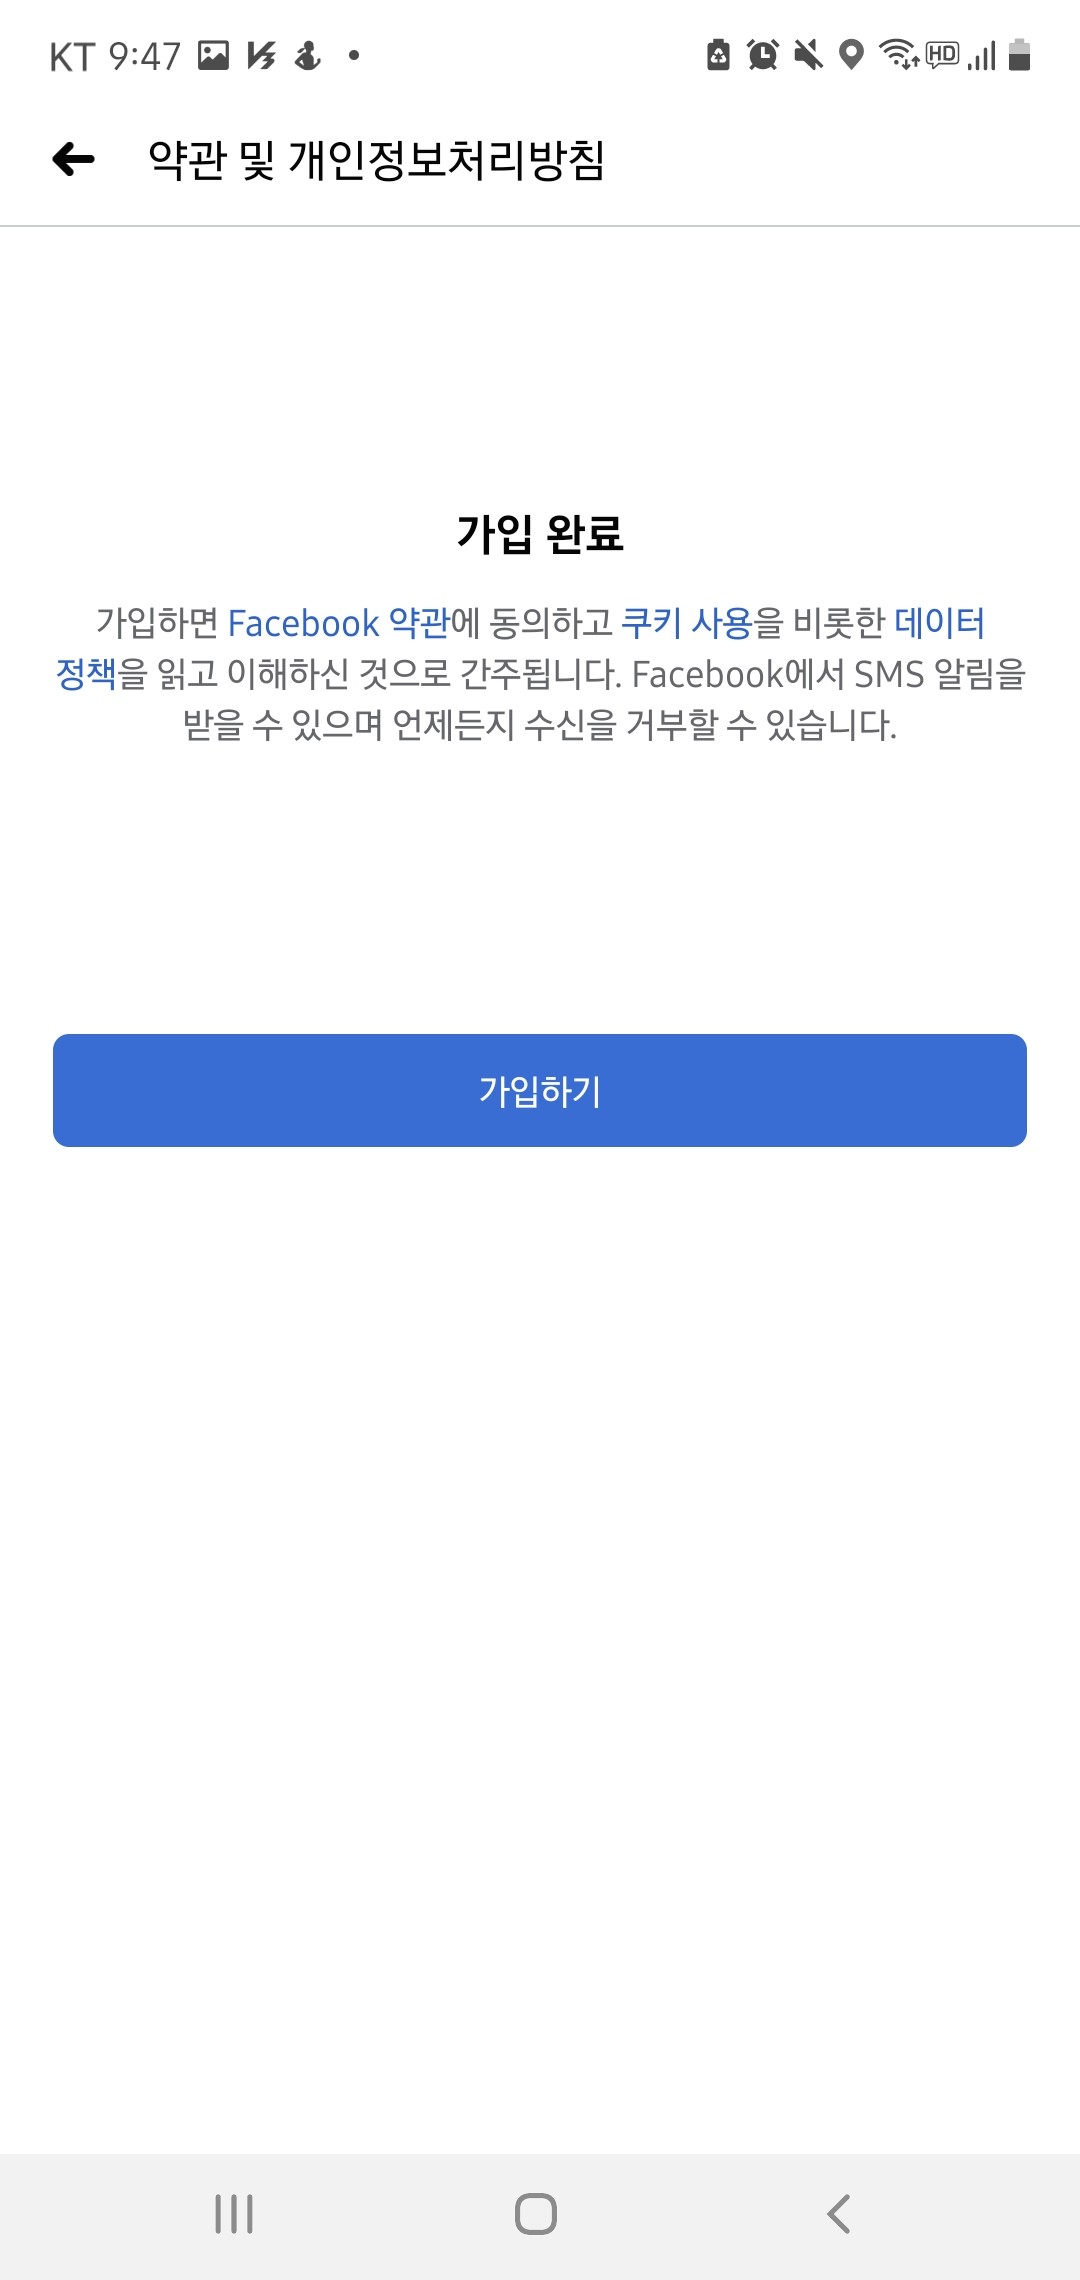 KT 9:47
HD
약관 및 개인정보처리방침
가입 완료
가입하면 Facebook 약관에 동의하고 쿠키 사용을 비롯한 데이터
정책을 읽고 이해하신 것으로 간주됩니다. Facebook에서 SMS 알림을
받을 수 있으며 언제든지 수신을 거부할 수 있습니다.
가입하기